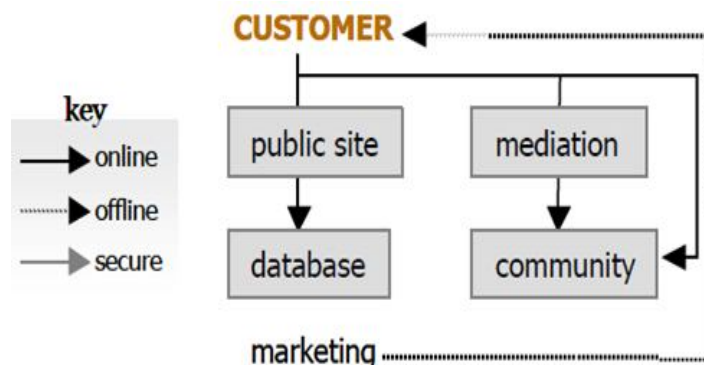 CUSTOMER
key
online
offline
secure
public site
mediation
database
community
marketing